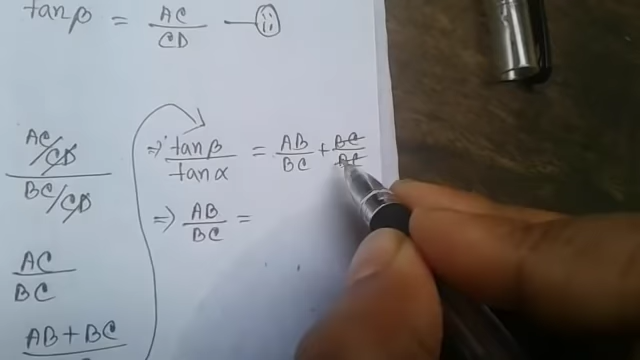 tanβ = AC/CD — (ii)
AC/CD / BC/CD
AC/BC
AB+BC
⇒ tanβ/tanα = AB/BC + BC/BC
⇒ AB/BC =